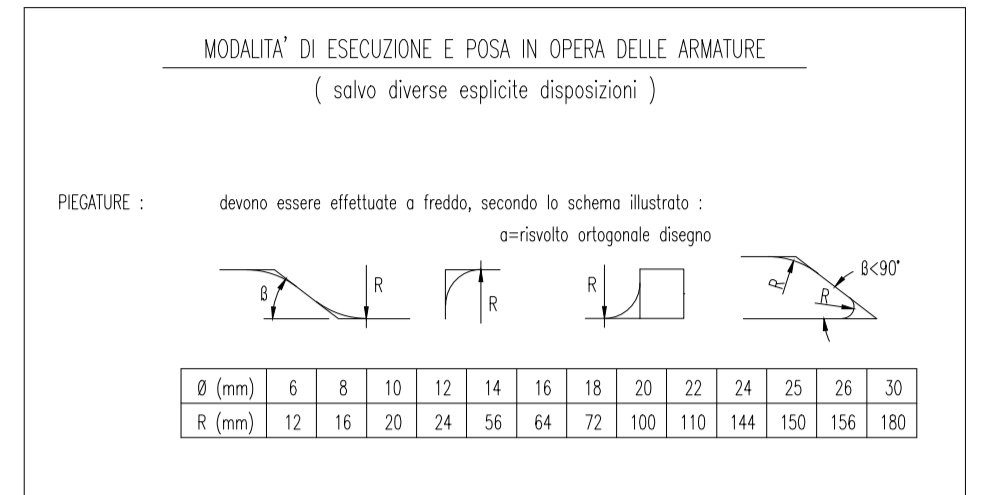 MODALITA' DI ESECUZIONE E POSA IN OPERA DELLE ARMATURE
( salvo diverse esplicite disposizioni )
PIEGATURE : devono essere effettuate a freddo, secondo lo schema illustrato :
a=risvolto ortogonale disegno
ß R R R R R ß<90°
Ø (mm) 6 8 10 12 14 16 18 20 22 24 25 26 30
R (mm) 12 16 20 24 56 64 72 100 110 144 150 156 180